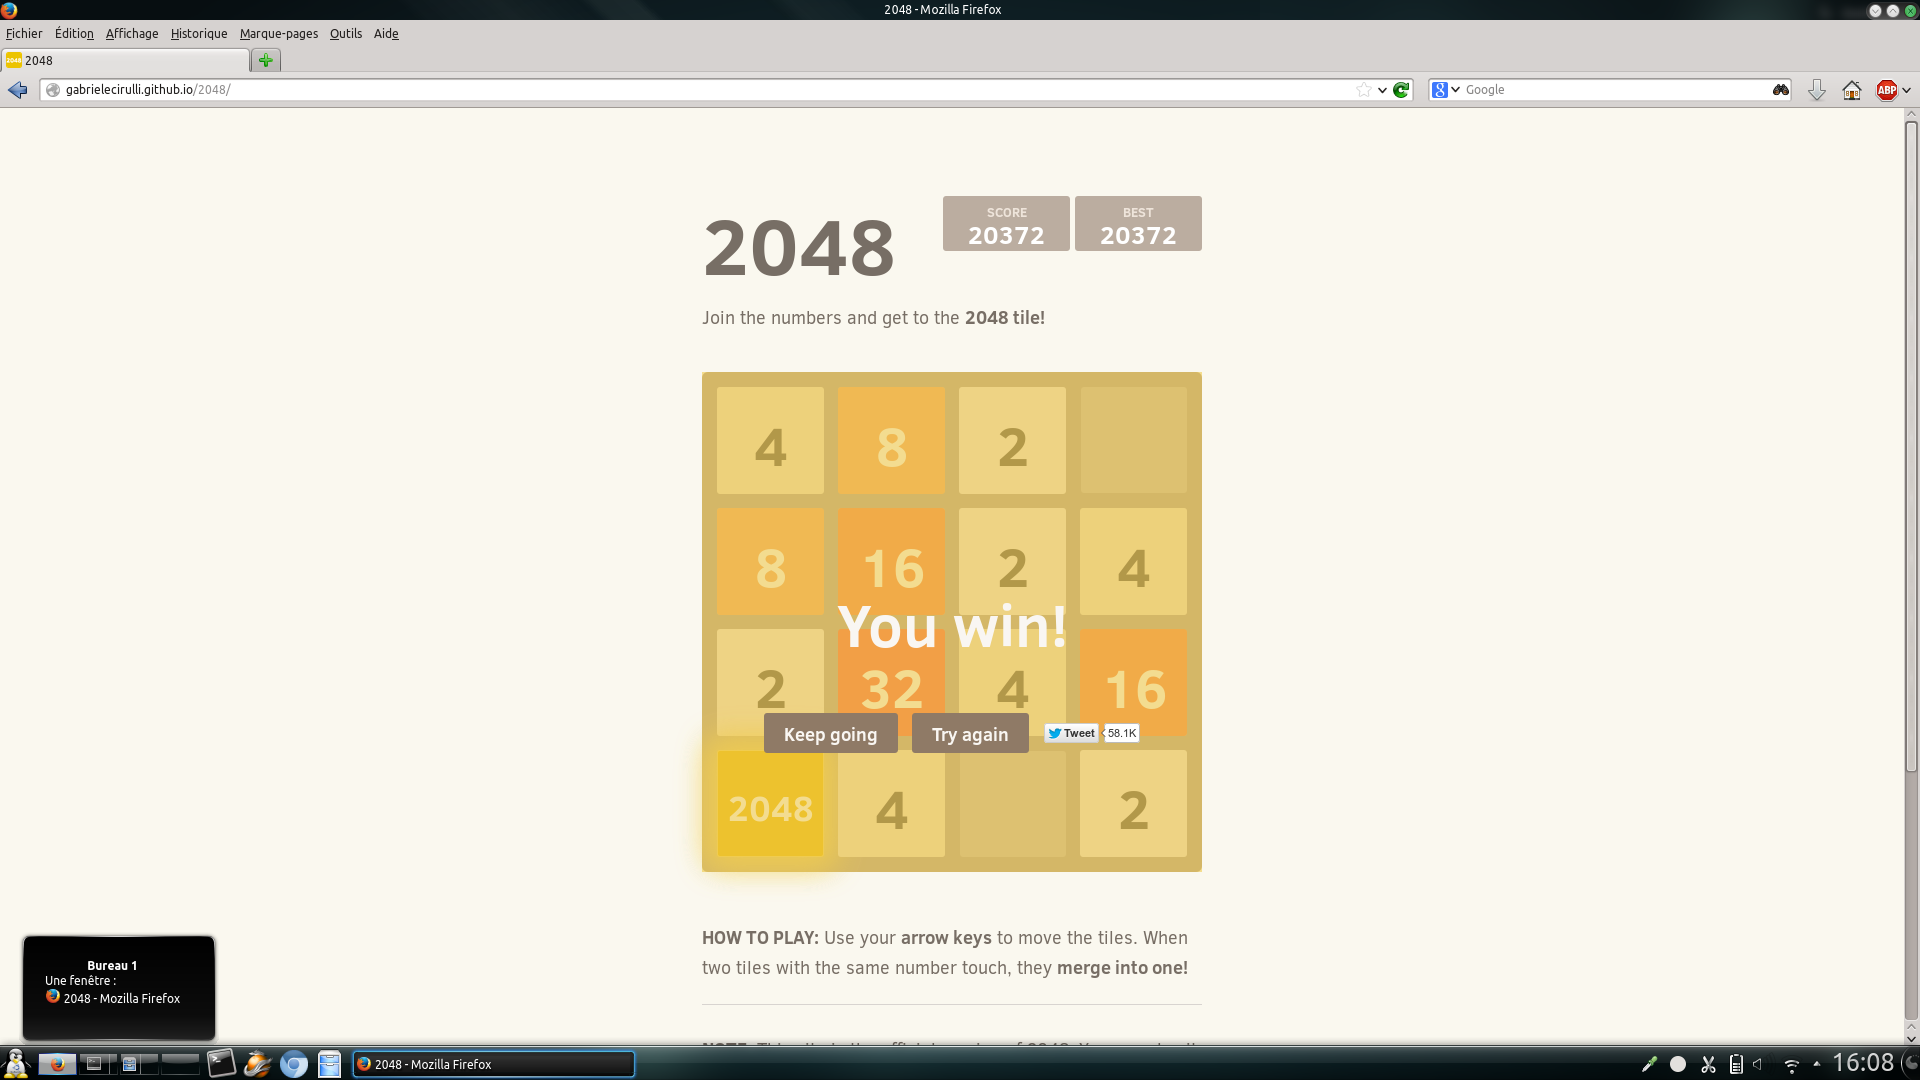 2048 - Mozilla Firefox
Fichier Édition Affichage Historique Marque-pages Outils Aide
2048 2048
gabrielecirulli.github.io/2048/ 8 Google ABP
2048
SCORE BEST
20372 20372
Join the numbers and get to the 2048 tile!
4 8 2
8 16 2 4
You win!
2 32 4 16
Keep going Try again Tweet 58.1K
2048 4 2
HOW TO PLAY: Use your arrow keys to move the tiles. When
two tiles with the same number touch, they merge into one!
Bureau 1
Une fenêtre :
2048 - Mozilla Firefox
2048 - Mozilla Firefox 16:08